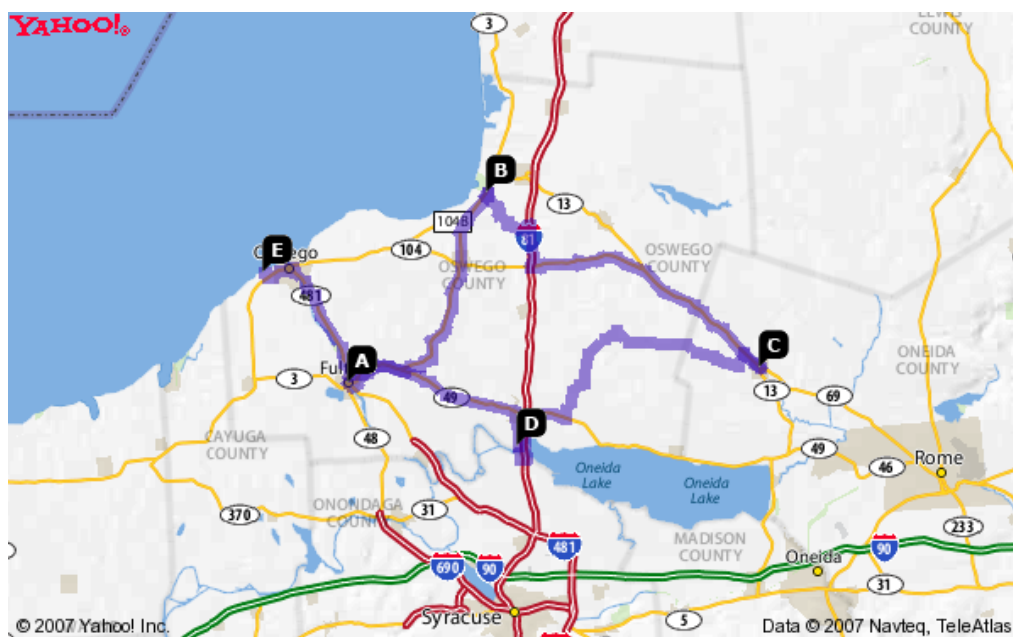 YAHOO!®
LEWIS
COUNTY
3
B
13
104B
81
E
Oswego
104
OSWEGO
COUNTY
OSWEGO
COUNTY
481
A
C
Fulton
3
49
ONEIDA
COUNTY
13
69
D
CAYUGA
COUNTY
48
49
46
Rome
Oneida
Lake
Oneida
Lake
ONONDAGA
COUNTY
370
31
233
481
MADISON
COUNTY
90
690
90
Oneida
31
Syracuse
5
© 2007 Yahoo! Inc.
Data © 2007 Navteq, TeleAtlas